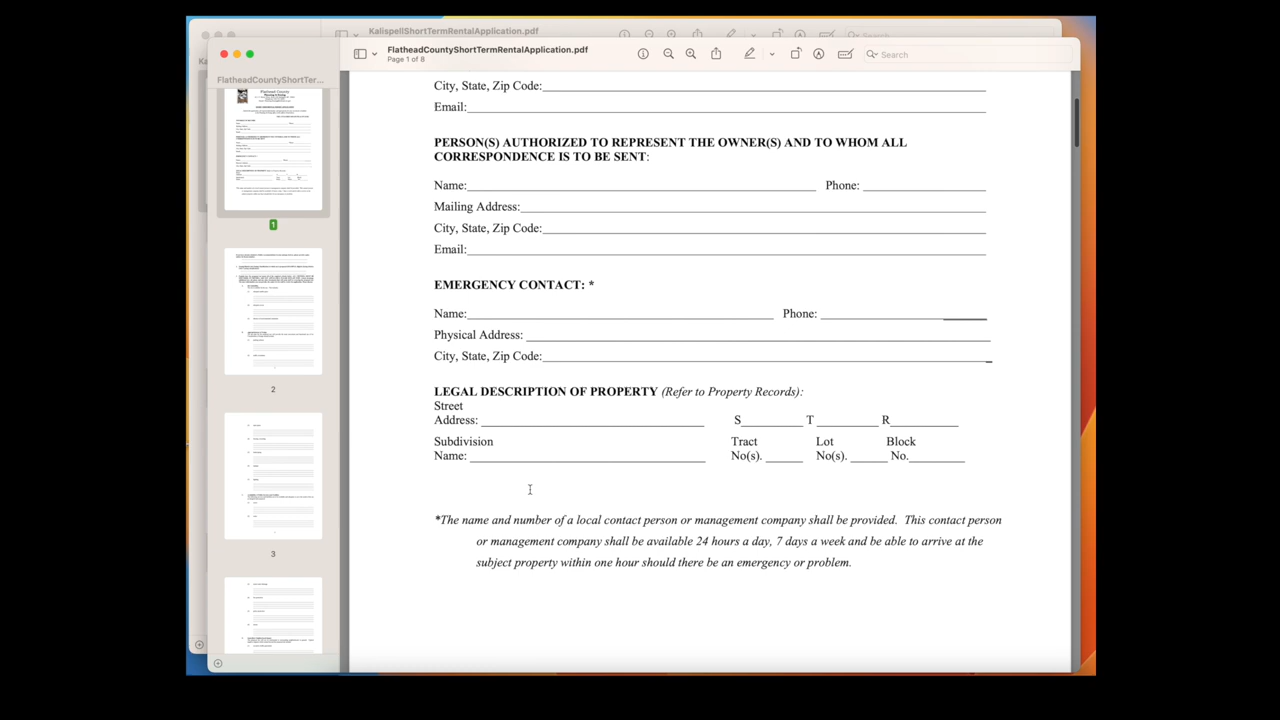 KalispellShortTermRentalApplication.pdf
Search
FlatheadCountyShortTermRentalApplication.pdf
Page 1 of 8
Search
Ka
FlatheadCountyShortTer...
Flathead County
1
2
3
City, State, Zip Code:
Email:
PERSON(S) AUTHORIZED TO REPRESENT THE OWNER(S) AND TO WHOM ALL
CORRESPONDENCE IS TO BE SENT:
Name: Phone:
Mailing Address:
City, State, Zip Code:
Email:
EMERGENCY CONTACT: *
Name: Phone:
Physical Address:
City, State, Zip Code:
LEGAL DESCRIPTION OF PROPERTY (Refer to Property Records):
Street
Address: S T R
Subdivision Tract Lot Block
Name: No(s). No(s). No.
*The name and number of a local contact person or management company shall be provided. This contact person
or management company shall be available 24 hours a day, 7 days a week and be able to arrive at the
subject property within one hour should there be an emergency or problem.